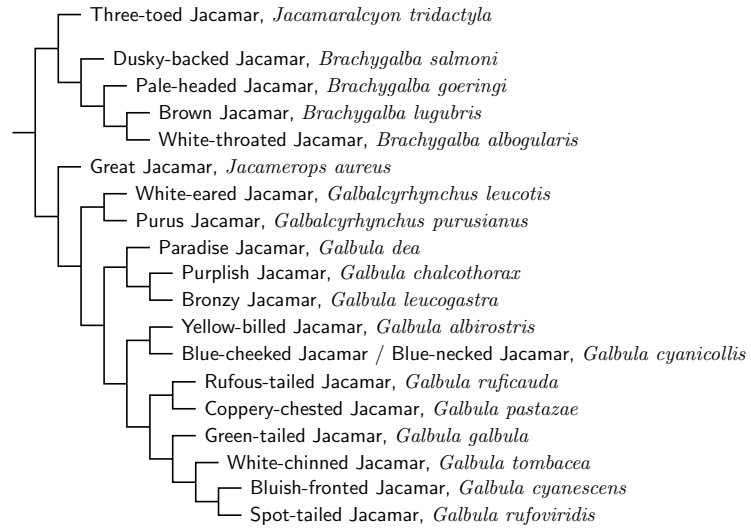 Three-toed Jacamar, Jacamaralcyon tridactyla
Dusky-backed Jacamar, Brachygalba salmoni
Pale-headed Jacamar, Brachygalba goeringi
Brown Jacamar, Brachygalba lugubris
White-throated Jacamar, Brachygalba albogularis
Great Jacamar, Jacamerops aureus
White-eared Jacamar, Galbalcyrhynchus leucotis
Purus Jacamar, Galbalcyrhynchus purusianus
Paradise Jacamar, Galbula dea
Purplish Jacamar, Galbula chalcothorax
Bronzy Jacamar, Galbula leucogastra
Yellow-billed Jacamar, Galbula albirostris
Blue-cheeked Jacamar / Blue-necked Jacamar, Galbula cyanicollis
Rufous-tailed Jacamar, Galbula ruficauda
Coppery-chested Jacamar, Galbula pastazae
Green-tailed Jacamar, Galbula galbula
White-chinned Jacamar, Galbula tombacea
Bluish-fronted Jacamar, Galbula cyanescens
Spot-tailed Jacamar, Galbula rufoviridis